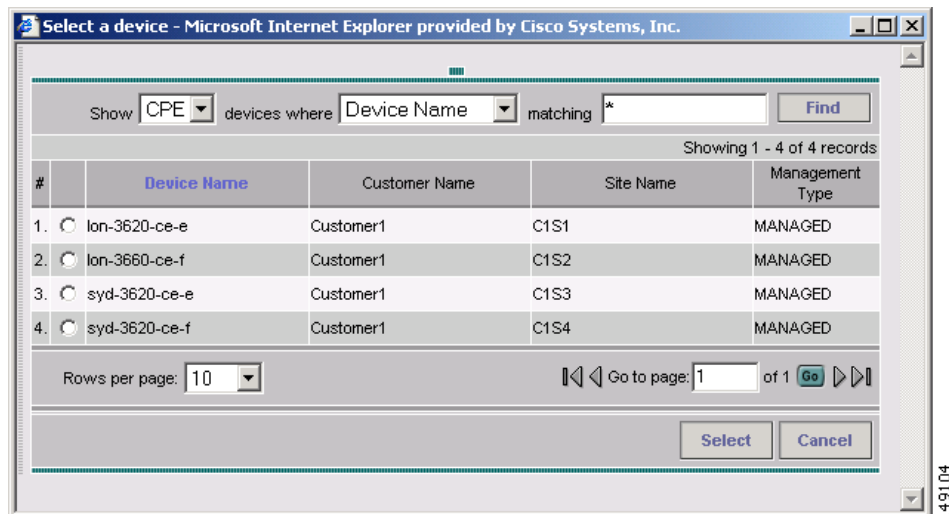 Select a device - Microsoft Internet Explorer provided by Cisco Systems, Inc.
Show CPE devices where Device Name matching * Find
Showing 1 - 4 of 4 records
# Device Name Customer Name Site Name Management Type
1. lon-3620-ce-e Customer1 C1S1 MANAGED
2. lon-3660-ce-f Customer1 C1S2 MANAGED
3. syd-3620-ce-e Customer1 C1S3 MANAGED
4. syd-3620-ce-f Customer1 C1S4 MANAGED
Rows per page: 10 Go to page: 1 of 1 Go
Select Cancel
49104